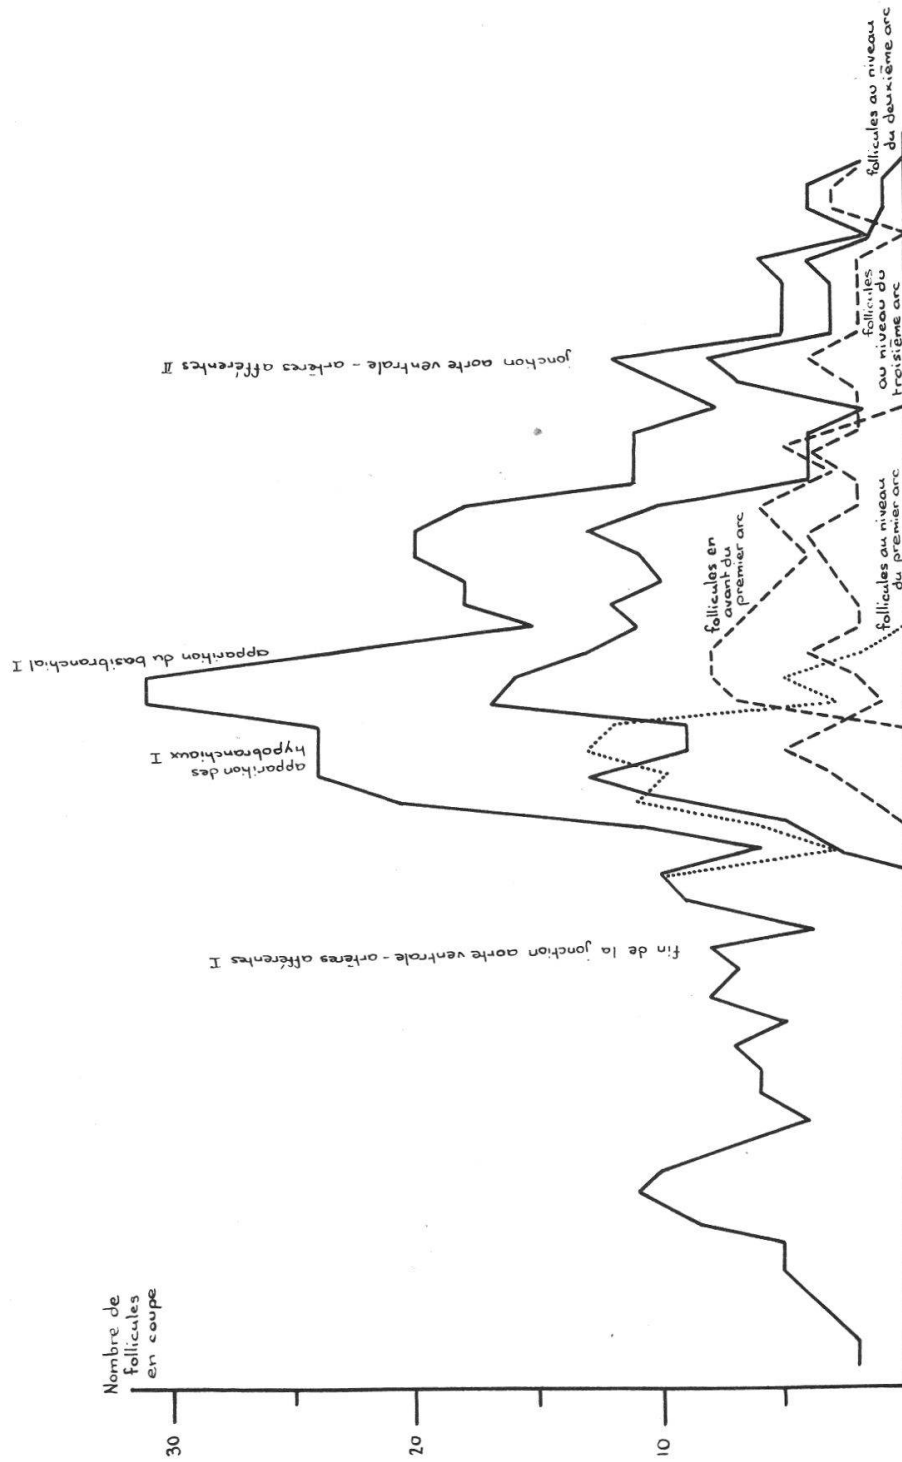 Nombre de
follicules
en coupe
30
20
10
fin de la jonction aorte ventrale - artères afférentes I
apparition des
hypobranchiaux I
apparition du basibranchial I
jonction aorte ventrale - artères afférentes II
follicules en
avant du
premier arc
follicules au niveau
du premier arc
follicules
au niveau du
troisième arc
follicules au niveau
du deuxième arc